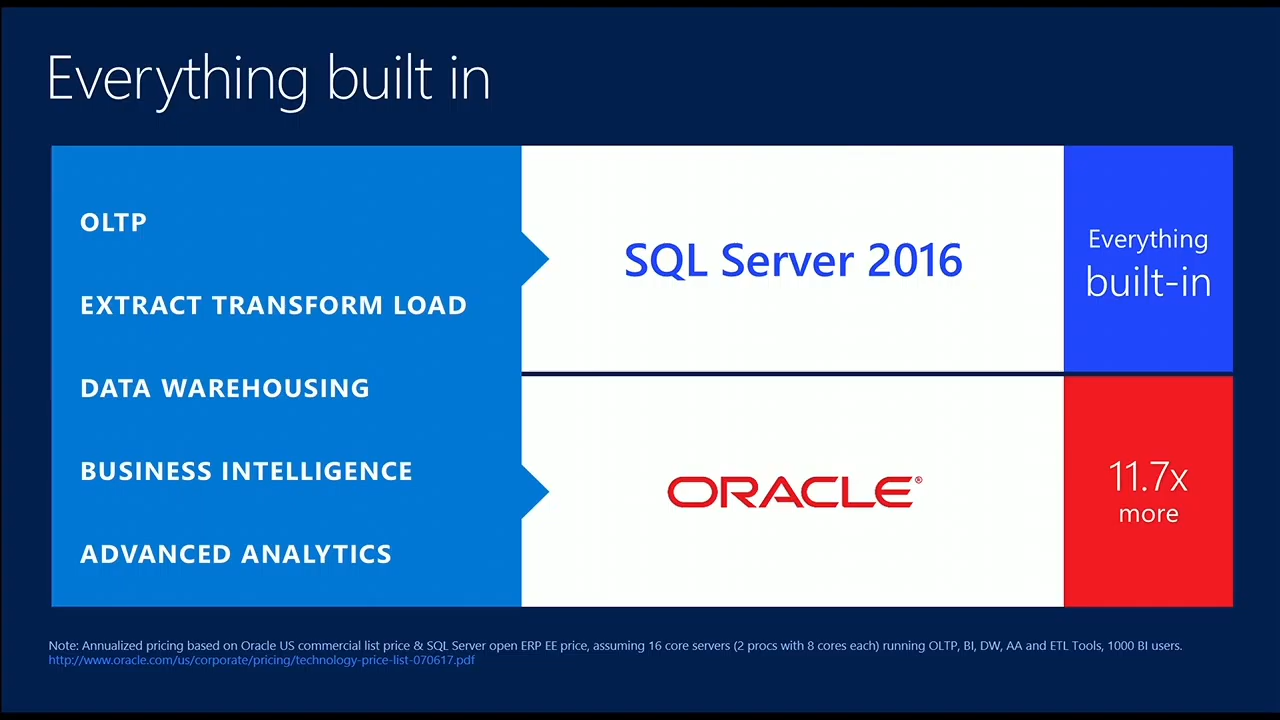 Everything built in
OLTP
EXTRACT TRANSFORM LOAD
DATA WAREHOUSING
BUSINESS INTELLIGENCE
ADVANCED ANALYTICS
SQL Server 2016
Everything
built-in
ORACLE®
11.7x
more
Note: Annualized pricing based on Oracle US commercial list price & SQL Server open ERP EE price, assuming 16 core servers (2 procs with 8 cores each) running OLTP, BI, DW, AA and ETL Tools, 1000 BI users.
http://www.oracle.com/us/corporate/pricing/technology-price-list-070617.pdf